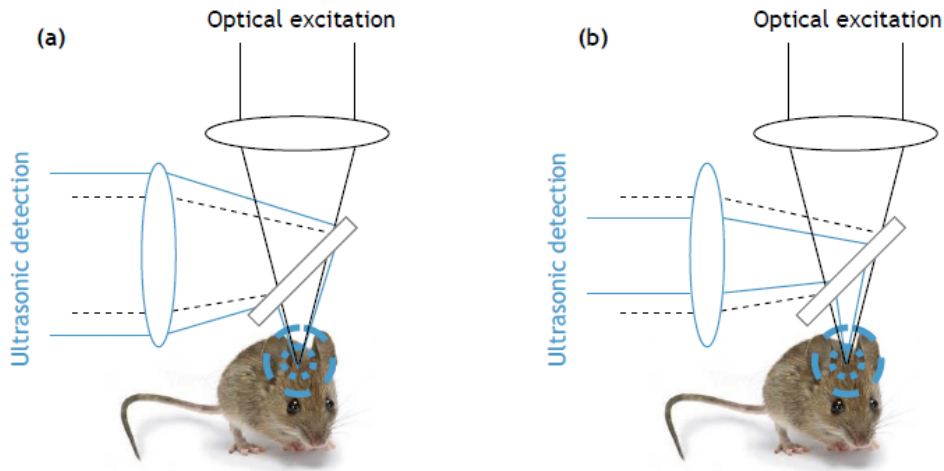 Optical excitation
(a)
Ultrasonic detection
Optical excitation
(b)
Ultrasonic detection